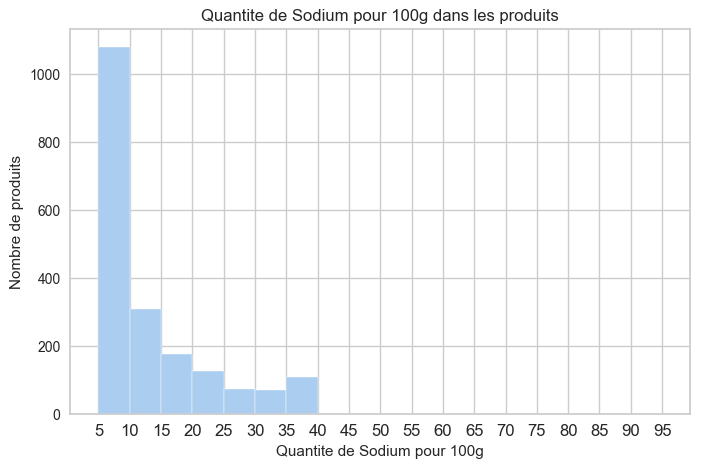 Quantite de Sodium pour 100g dans les produits
Nombre de produits
1000
800
600
400
200
0
5 10 15 20 25 30 35 40 45 50 55 60 65 70 75 80 85 90 95
Quantite de Sodium pour 100g